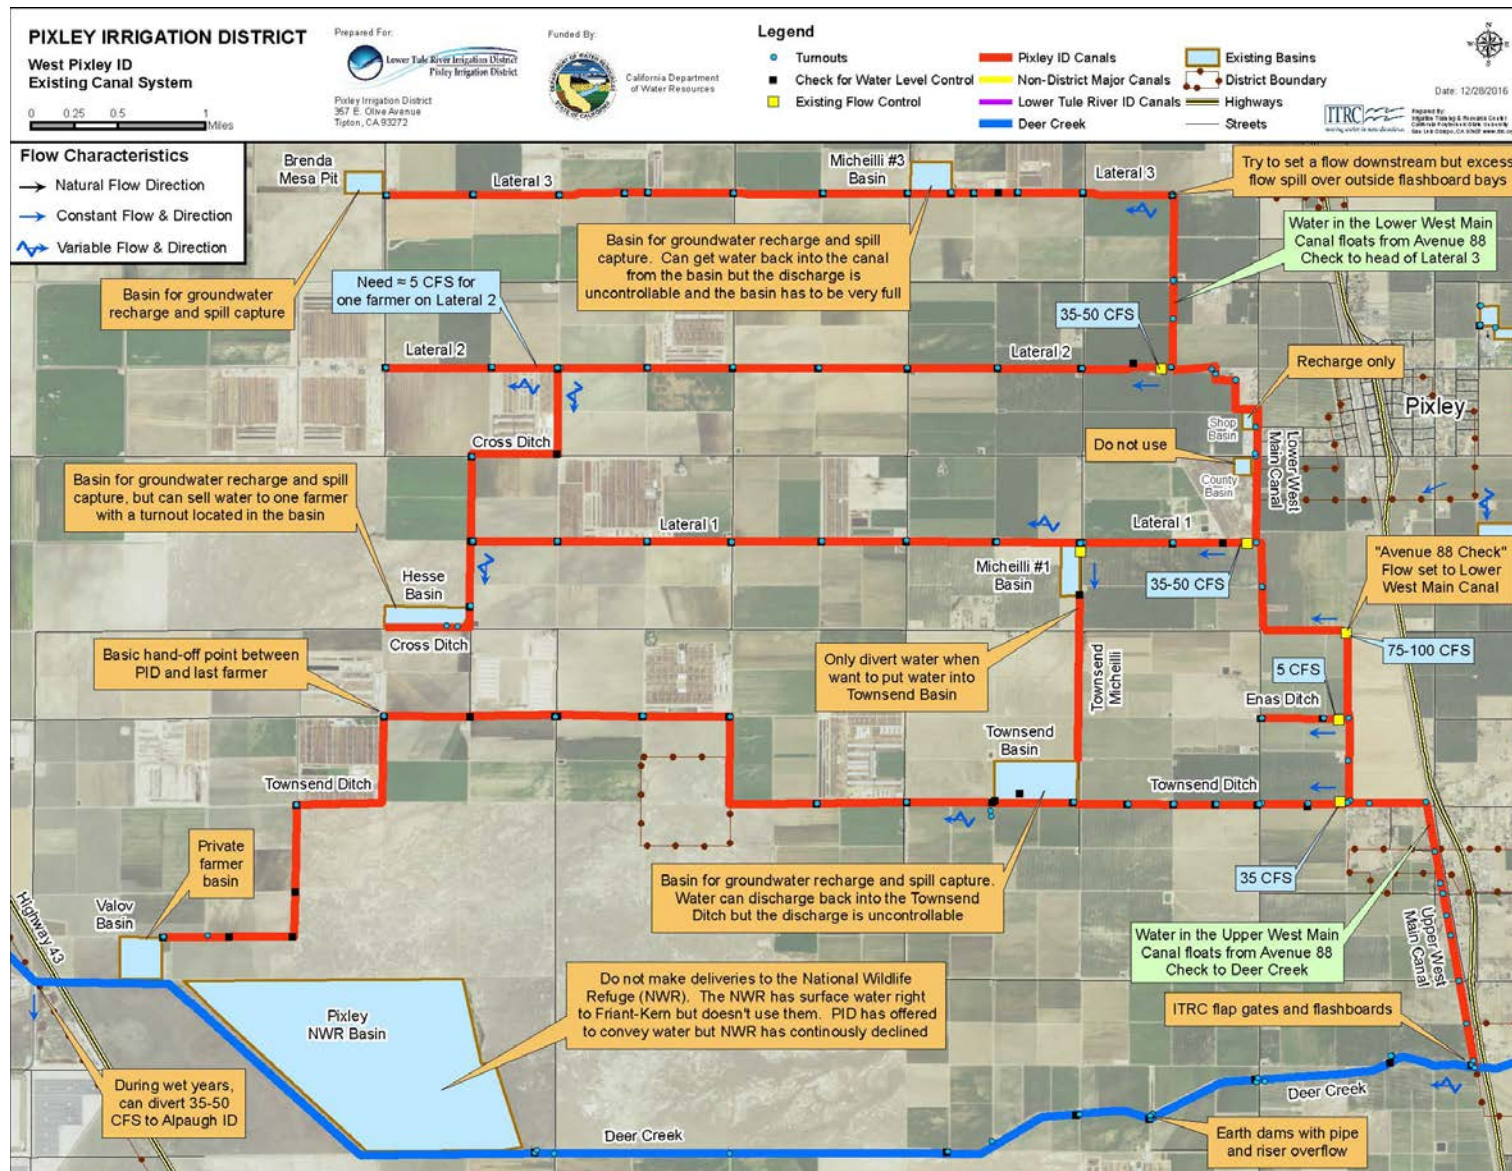 PIXLEY IRRIGATION DISTRICT
West Pixley ID
Existing Canal System
0 0.25 0.5 1
Miles
Prepared For:
Lower Tule River Irrigation District
Pixley Irrigation District
Pixley Irrigation District
357 E. Olive Avenue
Tipton, CA 93272
Funded By:
California Department
of Water Resources
Legend
Turnouts
Check for Water Level Control
Existing Flow Control
Pixley ID Canals
Non-District Major Canals
Lower Tule River ID Canals
Deer Creek
Existing Basins
District Boundary
Highways
Streets
Date: 12/28/2016
ITRC
Prepared By:
Flow Characteristics
Natural Flow Direction
Constant Flow & Direction
Variable Flow & Direction
Brenda
Mesa Pit
Lateral 3
Micheilli #3
Basin
Lateral 3
Try to set a flow downstream but excess
flow spill over outside flashboard bays
Water in the Lower West Main
Canal floats from Avenue 88
Check to head of Lateral 3
Basin for groundwater recharge and spill
capture. Can get water back into the canal
from the basin but the discharge is
uncontrollable and the basin has to be very full
Basin for groundwater
recharge and spill capture
Need ≈ 5 CFS for
one farmer on Lateral 2
35-50 CFS
Lateral 2
Lateral 2
Recharge only
Pixley
Shop
Basin
Do not use
County
Basin
Lower West
Main Canal
Cross Ditch
Basin for groundwater recharge and spill
capture, but can sell water to one farmer
with a turnout located in the basin
Lateral 1
Lateral 1
Hesse
Basin
Micheilli #1
Basin
35-50 CFS
"Avenue 88 Check"
Flow set to Lower
West Main Canal
Cross Ditch
Basic hand-off point between
PID and last farmer
Only divert water when
want to put water into
Townsend Basin
Townsend
Micheilli
75-100 CFS
5 CFS
Enas Ditch
Townsend
Basin
Townsend Ditch
Townsend Ditch
Private
farmer
basin
Valov
Basin
Highway 43
Basin for groundwater recharge and spill capture.
Water can discharge back into the Townsend
Ditch but the discharge is uncontrollable
35 CFS
Water in the Upper West Main
Canal floats from Avenue 88
Check to Deer Creek
Upper West
Main Canal
Do not make deliveries to the National Wildlife
Refuge (NWR). The NWR has surface water right
to Friant-Kern but doesn't use them. PID has offered
to convey water but NWR has continously declined
Pixley
NWR Basin
ITRC flap gates and flashboards
During wet years,
can divert 35-50
CFS to Alpaugh ID
Deer Creek
Deer Creek
Earth dams with pipe
and riser overflow